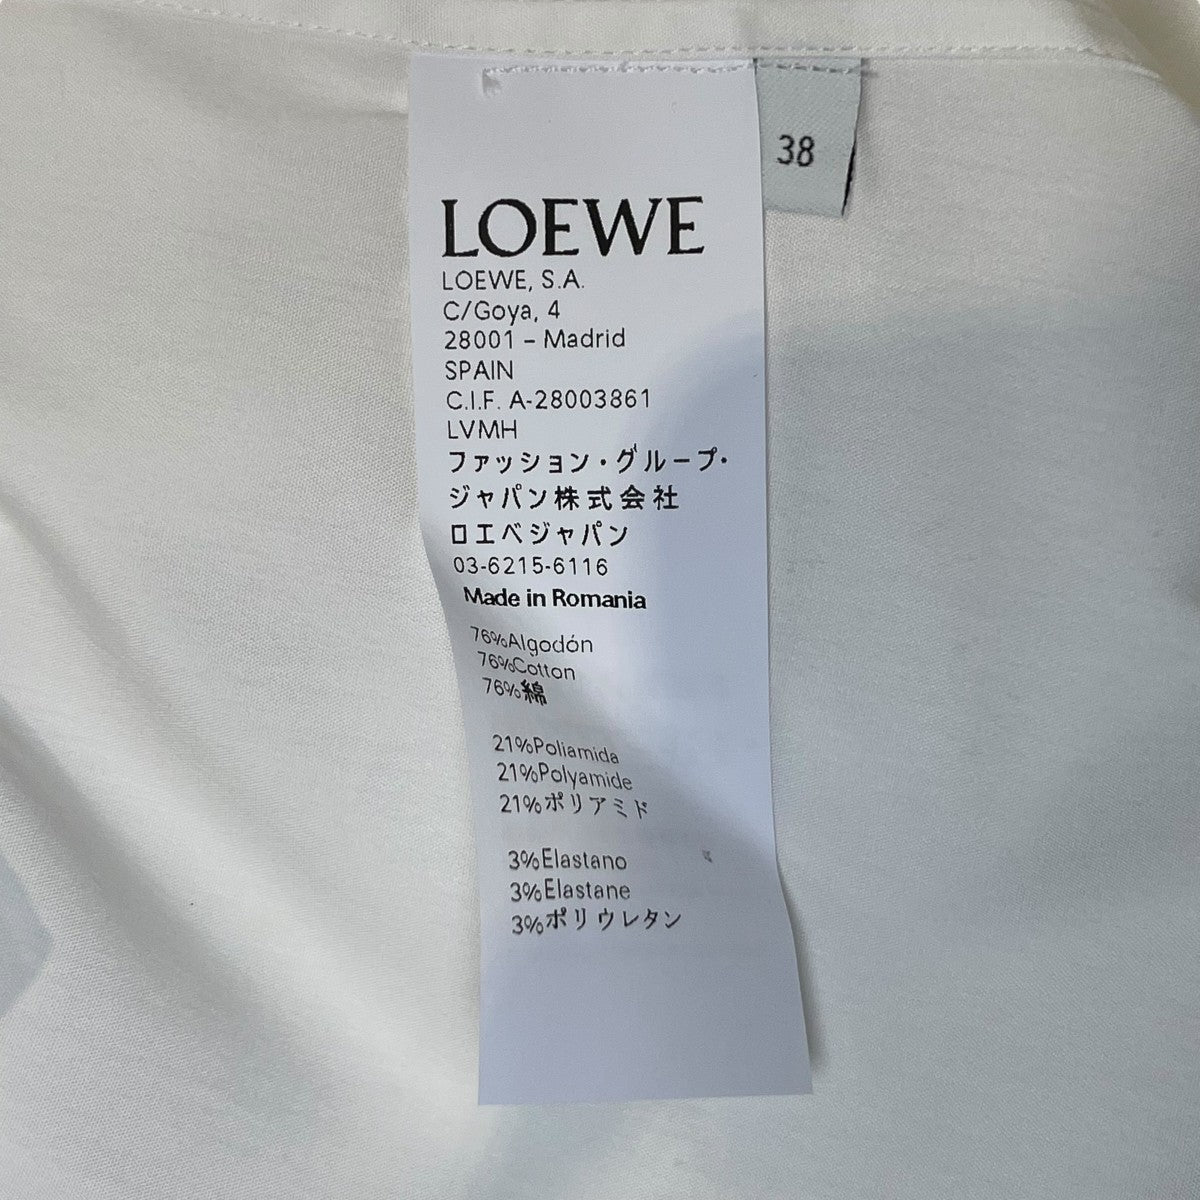 38
LOEWE
LOEWE, S.A.
C/Goya, 4
28001 – Madrid
SPAIN
C.I.F. A-28003861
LVMH
ファッション・グループ・
ジャパン株式会社
ロエベジャパン
03-6215-6116
Made in Romania
76%Algodón
76%Cotton
76%綿
21%Poliamida
21%Polyamide
21%ポリアミド
3%Elastano
3%Elastane
3%ポリウレタン